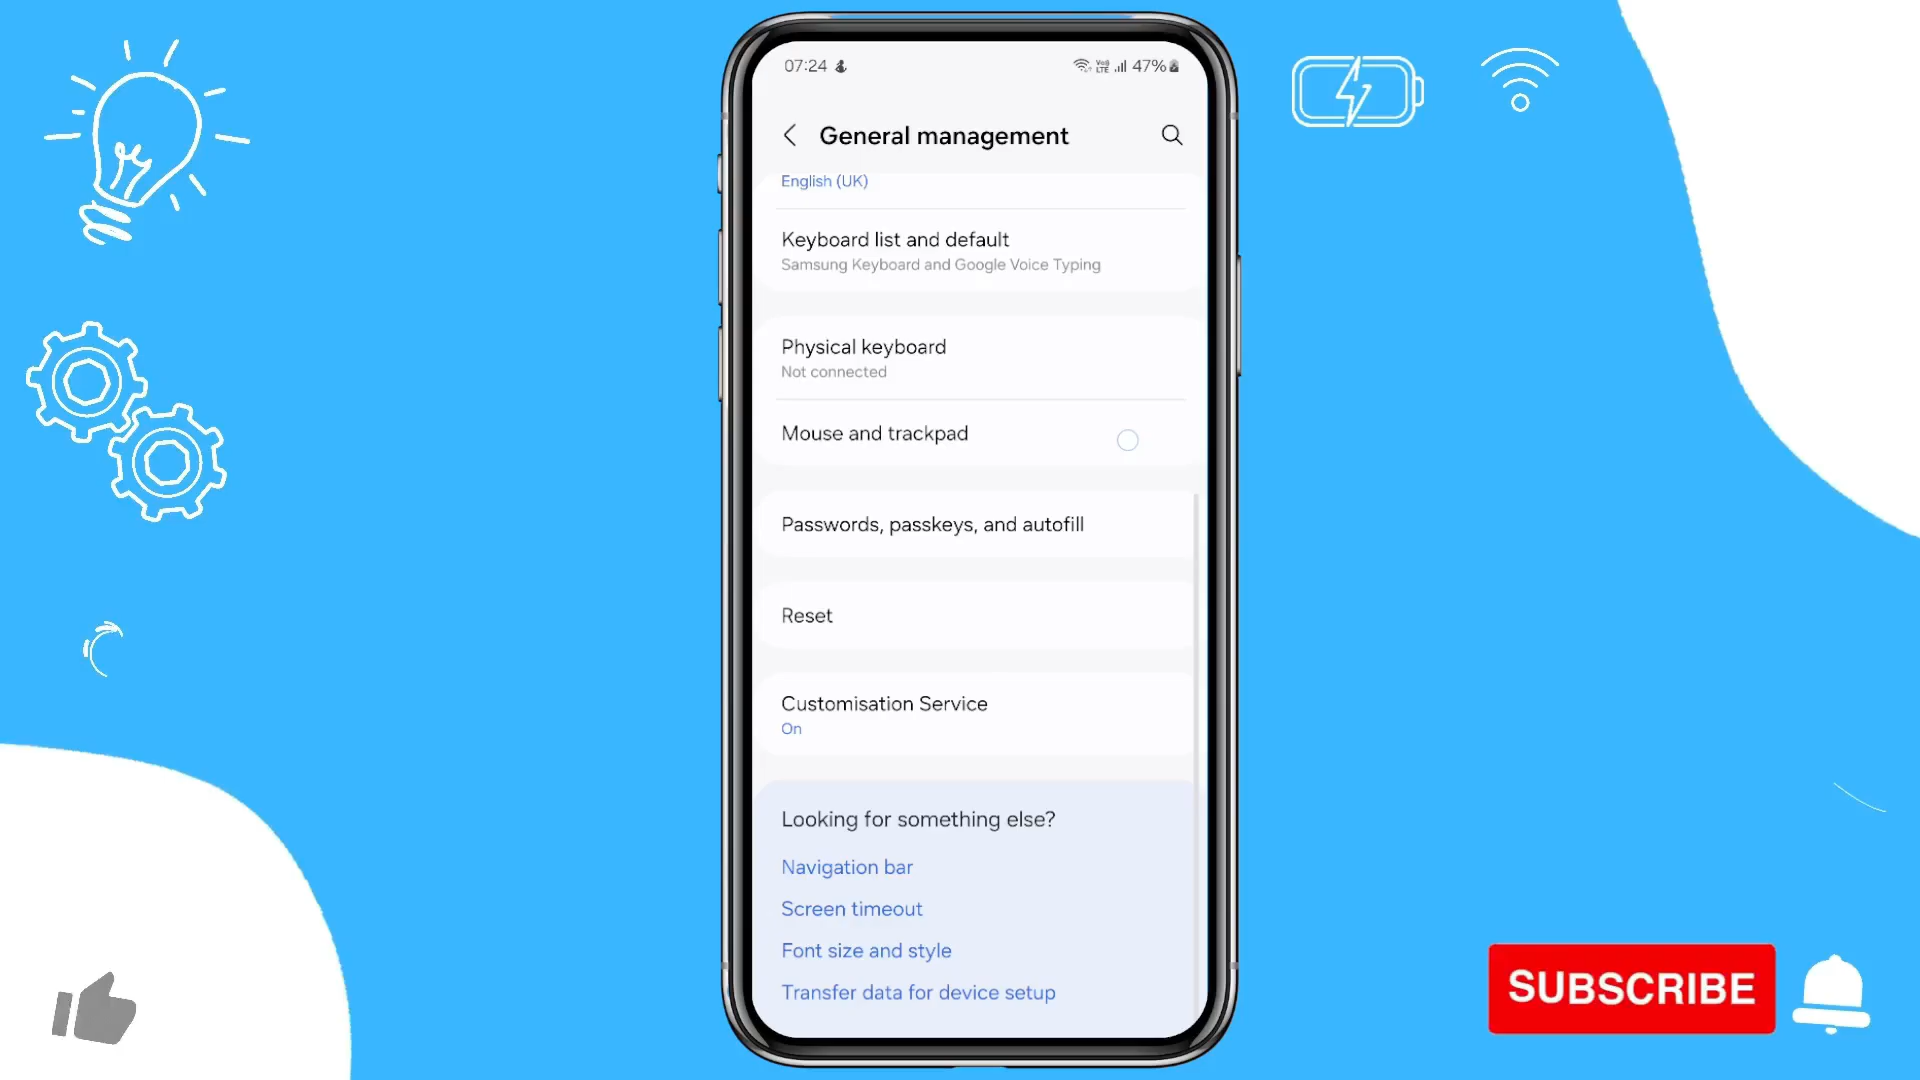 07:24 VoB LTE 47%
General management
English (UK)
Keyboard list and default
Samsung Keyboard and Google Voice Typing
Physical keyboard
Not connected
Mouse and trackpad
Passwords, passkeys, and autofill
Reset
Customisation Service
On
Looking for something else?
Navigation bar
Screen timeout
Font size and style
Transfer data for device setup
SUBSCRIBE